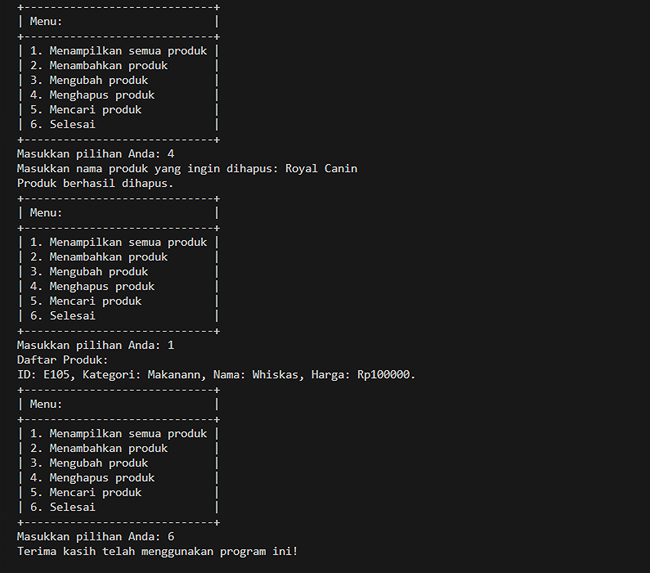 +-----------------------------+
| Menu:                       |
+-----------------------------+
| 1. Menampilkan semua produk |
| 2. Menambahkan produk       |
| 3. Mengubah produk          |
| 4. Menghapus produk         |
| 5. Mencari produk           |
| 6. Selesai                  |
+-----------------------------+
Masukkan pilihan Anda: 4
Masukkan nama produk yang ingin dihapus: Royal Canin
Produk berhasil dihapus.
+-----------------------------+
| Menu:                       |
+-----------------------------+
| 1. Menampilkan semua produk |
| 2. Menambahkan produk       |
| 3. Mengubah produk          |
| 4. Menghapus produk         |
| 5. Mencari produk           |
| 6. Selesai                  |
+-----------------------------+
Masukkan pilihan Anda: 1
Daftar Produk:
ID: E105, Kategori: Makanann, Nama: Whiskas, Harga: Rp100000.
+-----------------------------+
| Menu:                       |
+-----------------------------+
| 1. Menampilkan semua produk |
| 2. Menambahkan produk       |
| 3. Mengubah produk          |
| 4. Menghapus produk         |
| 5. Mencari produk           |
| 6. Selesai                  |
+-----------------------------+
Masukkan pilihan Anda: 6
Terima kasih telah menggunakan program ini!